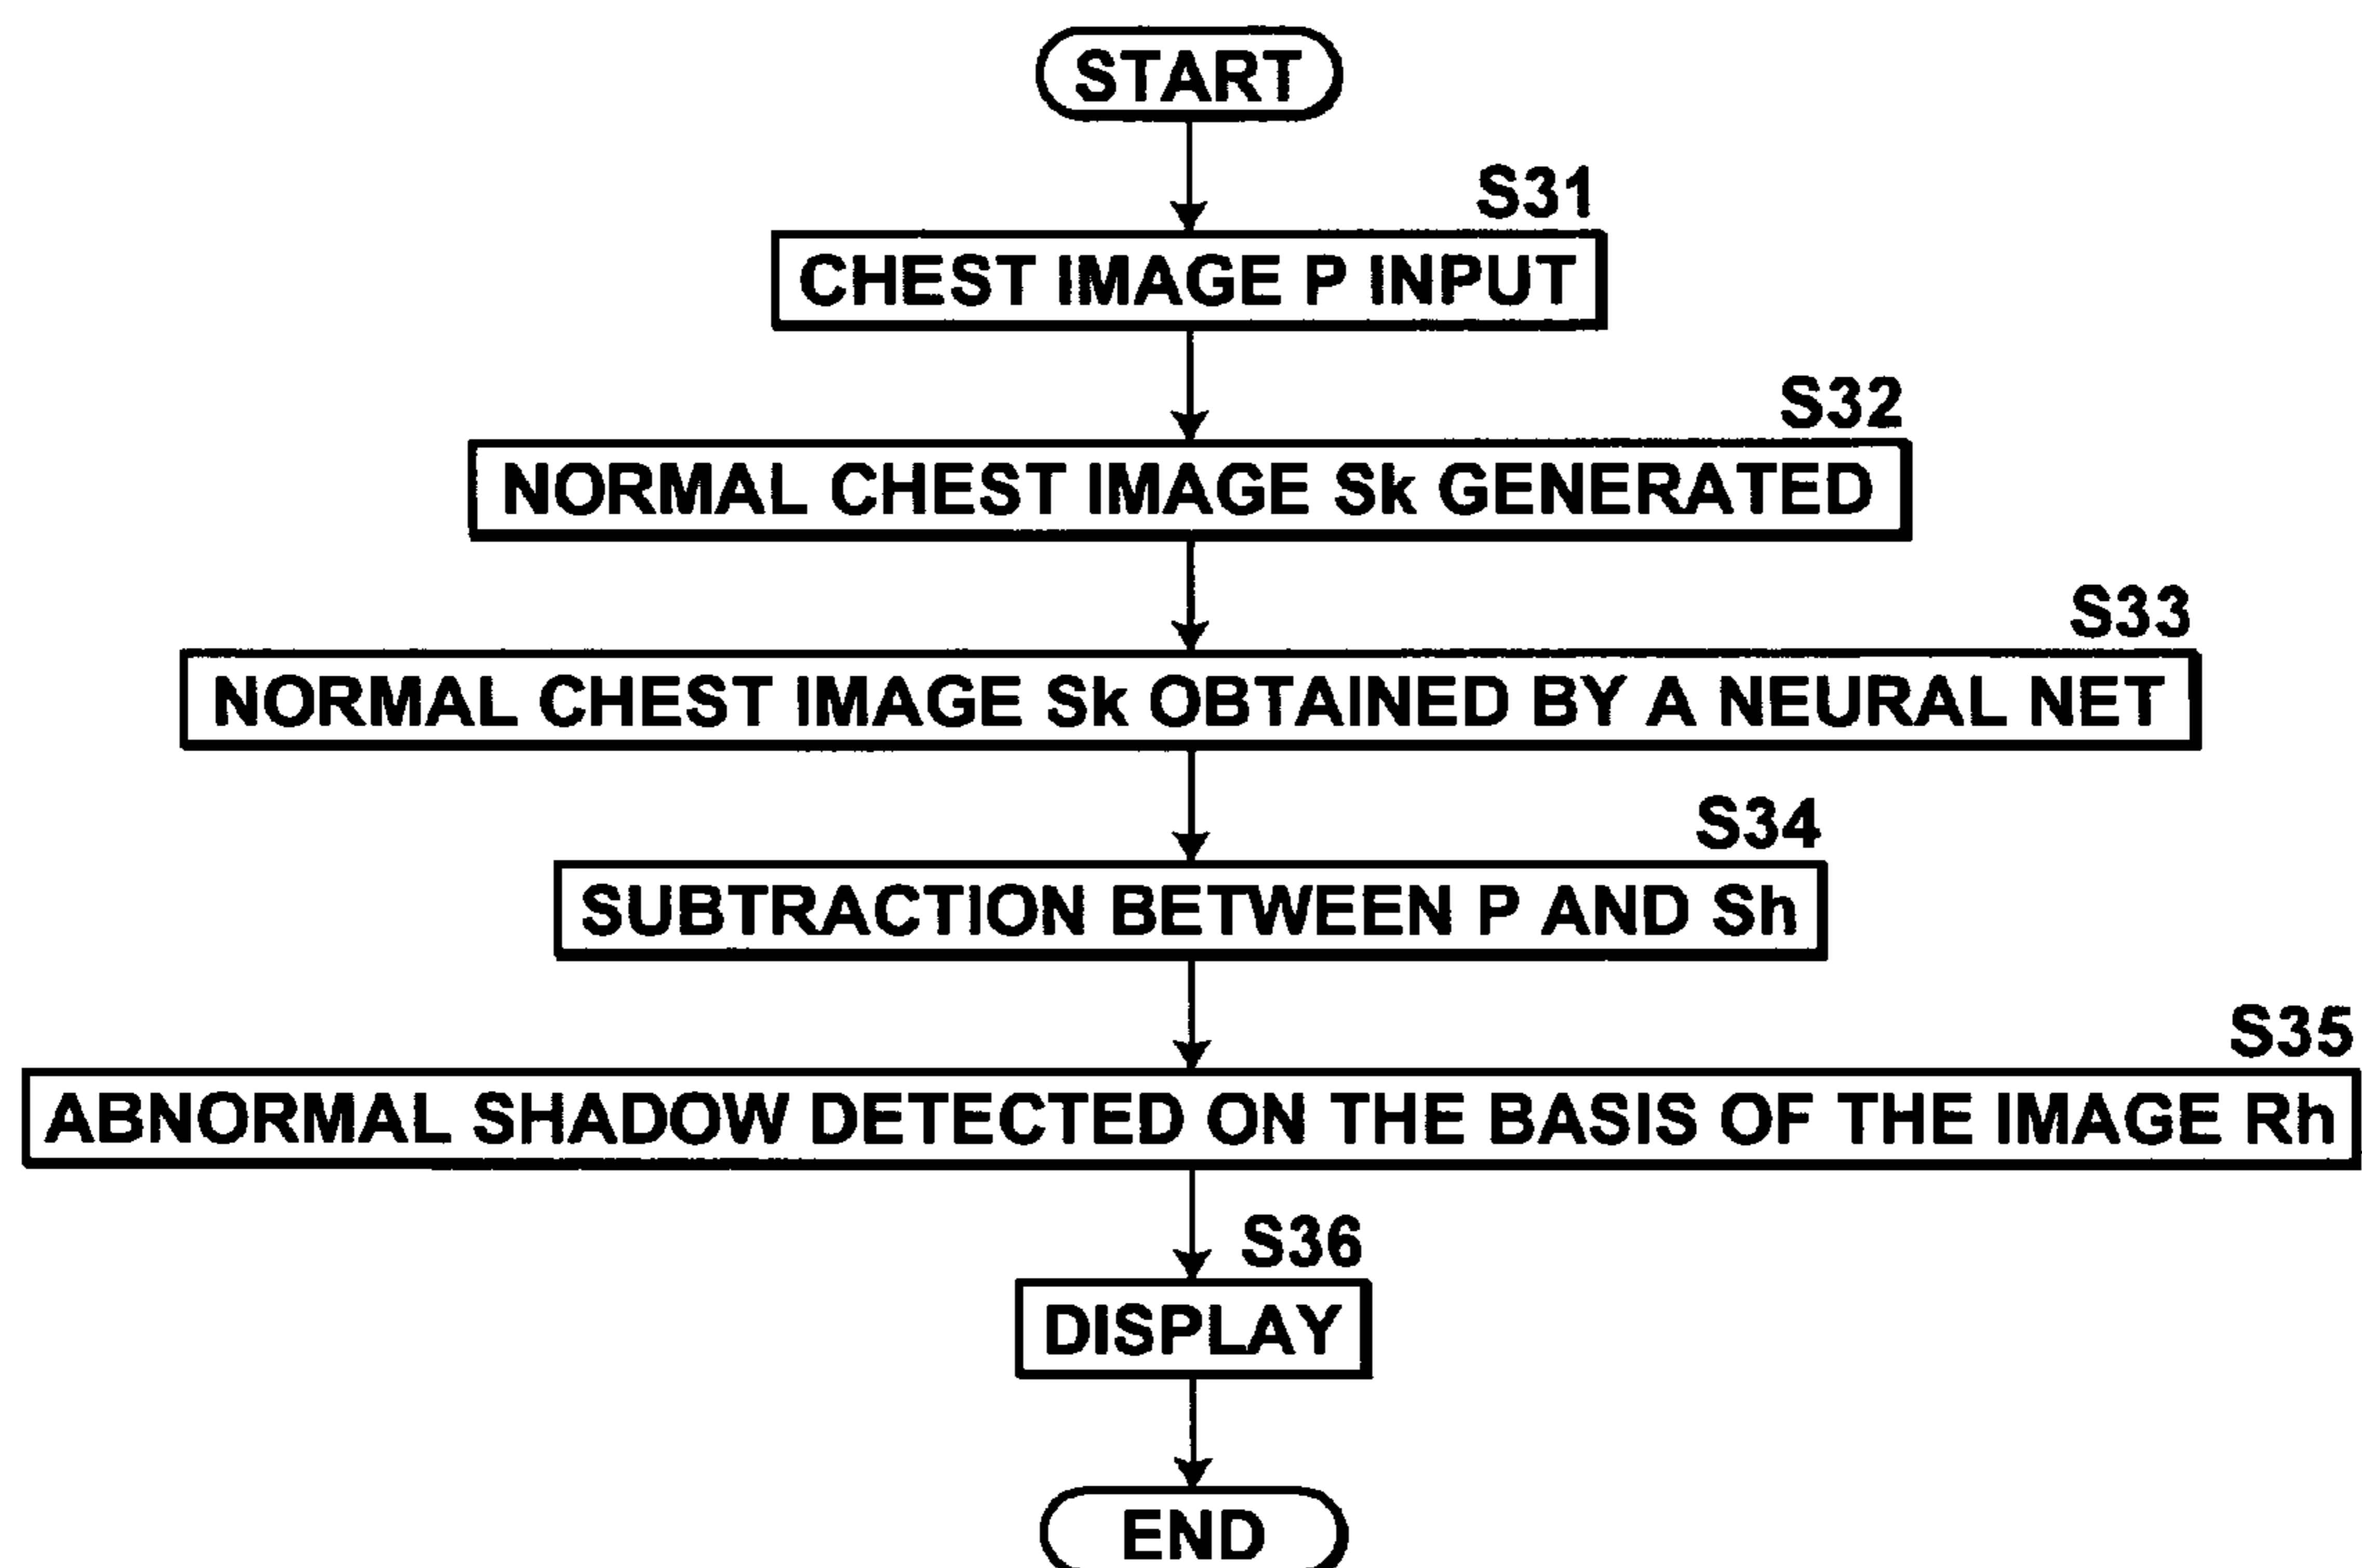 START
S31
CHEST IMAGE P INPUT
S32
NORMAL CHEST IMAGE Sk GENERATED
S33
NORMAL CHEST IMAGE Sk OBTAINED BY A NEURAL NET
S34
SUBTRACTION BETWEEN P AND Sh
S35
ABNORMAL SHADOW DETECTED ON THE BASIS OF THE IMAGE Rh
S36
DISPLAY
END